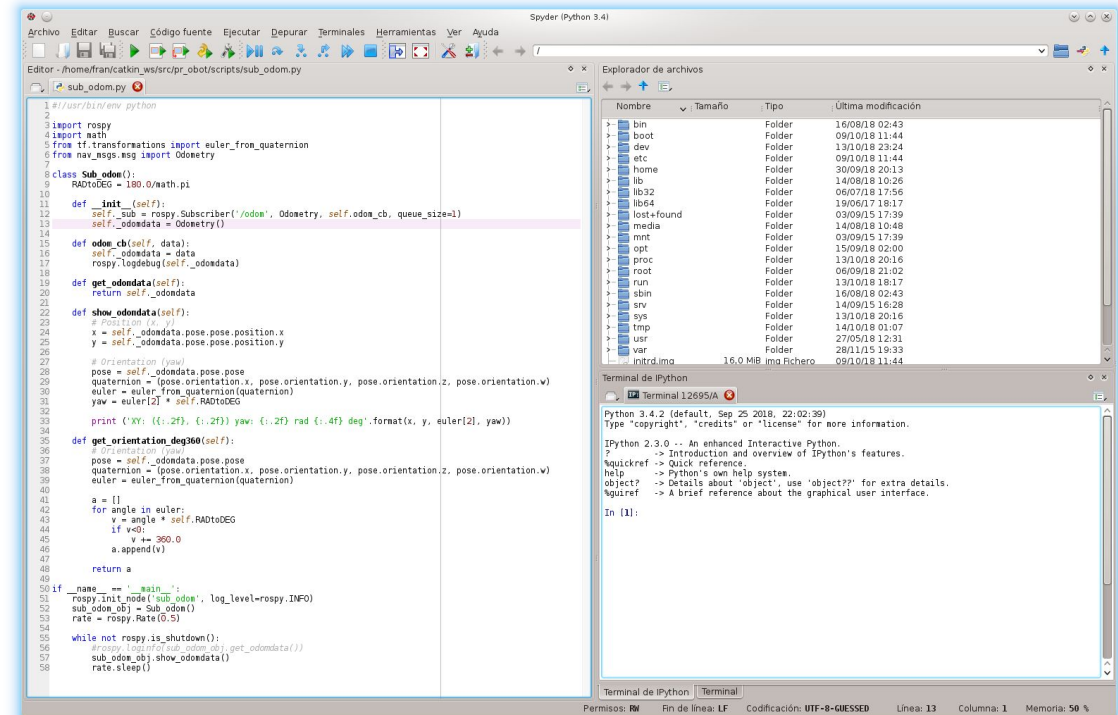 Spyder (Python 3.4)
Archivo Editar Buscar Código fuente Ejecutar Depurar Terminales Herramientas Ver Ayuda
/
Editor - /home/fran/catkin_ws/src/pr_obot/scripts/sub_odom.py
sub_odom.py
1 #!/usr/bin/env python
2
3 import rospy
4 import math
5 from tf.transformations import euler_from_quaternion
6 from nav_msgs.msg import Odometry
7
8 class Sub_odom():
9     RADtoDEG = 180.0/math.pi
10
11     def __init__(self):
12         self._sub = rospy.Subscriber('/odom', Odometry, self.odom_cb, queue_size=1)
13         self._odomdata = Odometry()
14
15     def odom_cb(self, data):
16         self._odomdata = data
17         rospy.logdebug(self._odomdata)
18
19     def get_odomdata(self):
20         return self._odomdata
21
22     def show_odomdata(self):
23         # Position (x, y)
24         x = self._odomdata.pose.pose.position.x
25         y = self._odomdata.pose.pose.position.y
26
27         # Orientation (yaw)
28         pose = self._odomdata.pose.pose
29         quaternion = (pose.orientation.x, pose.orientation.y, pose.orientation.z, pose.orientation.w)
30         euler = euler_from_quaternion(quaternion)
31         yaw = euler[2] * self.RADtoDEG
32
33         print ('XY: ({:.2f}, {:.2f}) yaw: {:.2f} rad {:.4f} deg'.format(x, y, euler[2], yaw))
34
35     def get_orientation_deg360(self):
36         # Orientation (yaw)
37         pose = self._odomdata.pose.pose
38         quaternion = (pose.orientation.x, pose.orientation.y, pose.orientation.z, pose.orientation.w)
39         euler = euler_from_quaternion(quaternion)
40
41         a = []
42         for angle in euler:
43             v = angle * self.RADtoDEG
44             if v<0:
45                 v += 360.0
46             a.append(v)
47
48         return a
49
50 if __name__ == '__main__':
51     rospy.init_node('sub_odom', log_level=rospy.INFO)
52     sub_odom_obj = Sub_odom()
53     rate = rospy.Rate(0.5)
54
55     while not rospy.is_shutdown():
56         #rospy.loginfo(sub_odom_obj.get_odomdata())
57         sub_odom_obj.show_odomdata()
58         rate.sleep()
Explorador de archivos
Nombre Tamaño Tipo Última modificación
bin Folder 16/08/18 02:43
boot Folder 09/10/18 11:44
dev Folder 13/10/18 23:24
etc Folder 09/10/18 11:44
home Folder 30/09/18 20:13
lib Folder 14/08/18 10:26
lib32 Folder 06/07/18 17:56
lib64 Folder 19/06/17 18:17
lost+found Folder 03/09/15 17:39
media Folder 14/08/18 10:48
mnt Folder 03/09/15 17:39
opt Folder 15/09/18 02:00
proc Folder 13/10/18 20:16
root Folder 06/09/18 21:02
run Folder 13/10/18 18:17
sbin Folder 16/08/18 02:43
srv Folder 14/09/15 16:28
sys Folder 13/10/18 20:16
tmp Folder 14/10/18 01:07
usr Folder 27/05/18 12:31
var Folder 28/11/15 19:33
initrd.img 16,0 MiB img Fichero 09/10/18 11:44
Terminal de IPython
Terminal 12695/A
Python 3.4.2 (default, Sep 25 2018, 22:02:39)
Type "copyright", "credits" or "license" for more information.
IPython 2.3.0 -- An enhanced Interactive Python.
?         -> Introduction and overview of IPython's features.
%quickref -> Quick reference.
help      -> Python's own help system.
object?   -> Details about 'object', use 'object??' for extra details.
%guiref   -> A brief reference about the graphical user interface.
In [1]:
Terminal de IPython Terminal
Permisos: RW Fin de línea: LF Codificación: UTF-8-GUESSED Línea: 13 Columna: 1 Memoria: 50 %